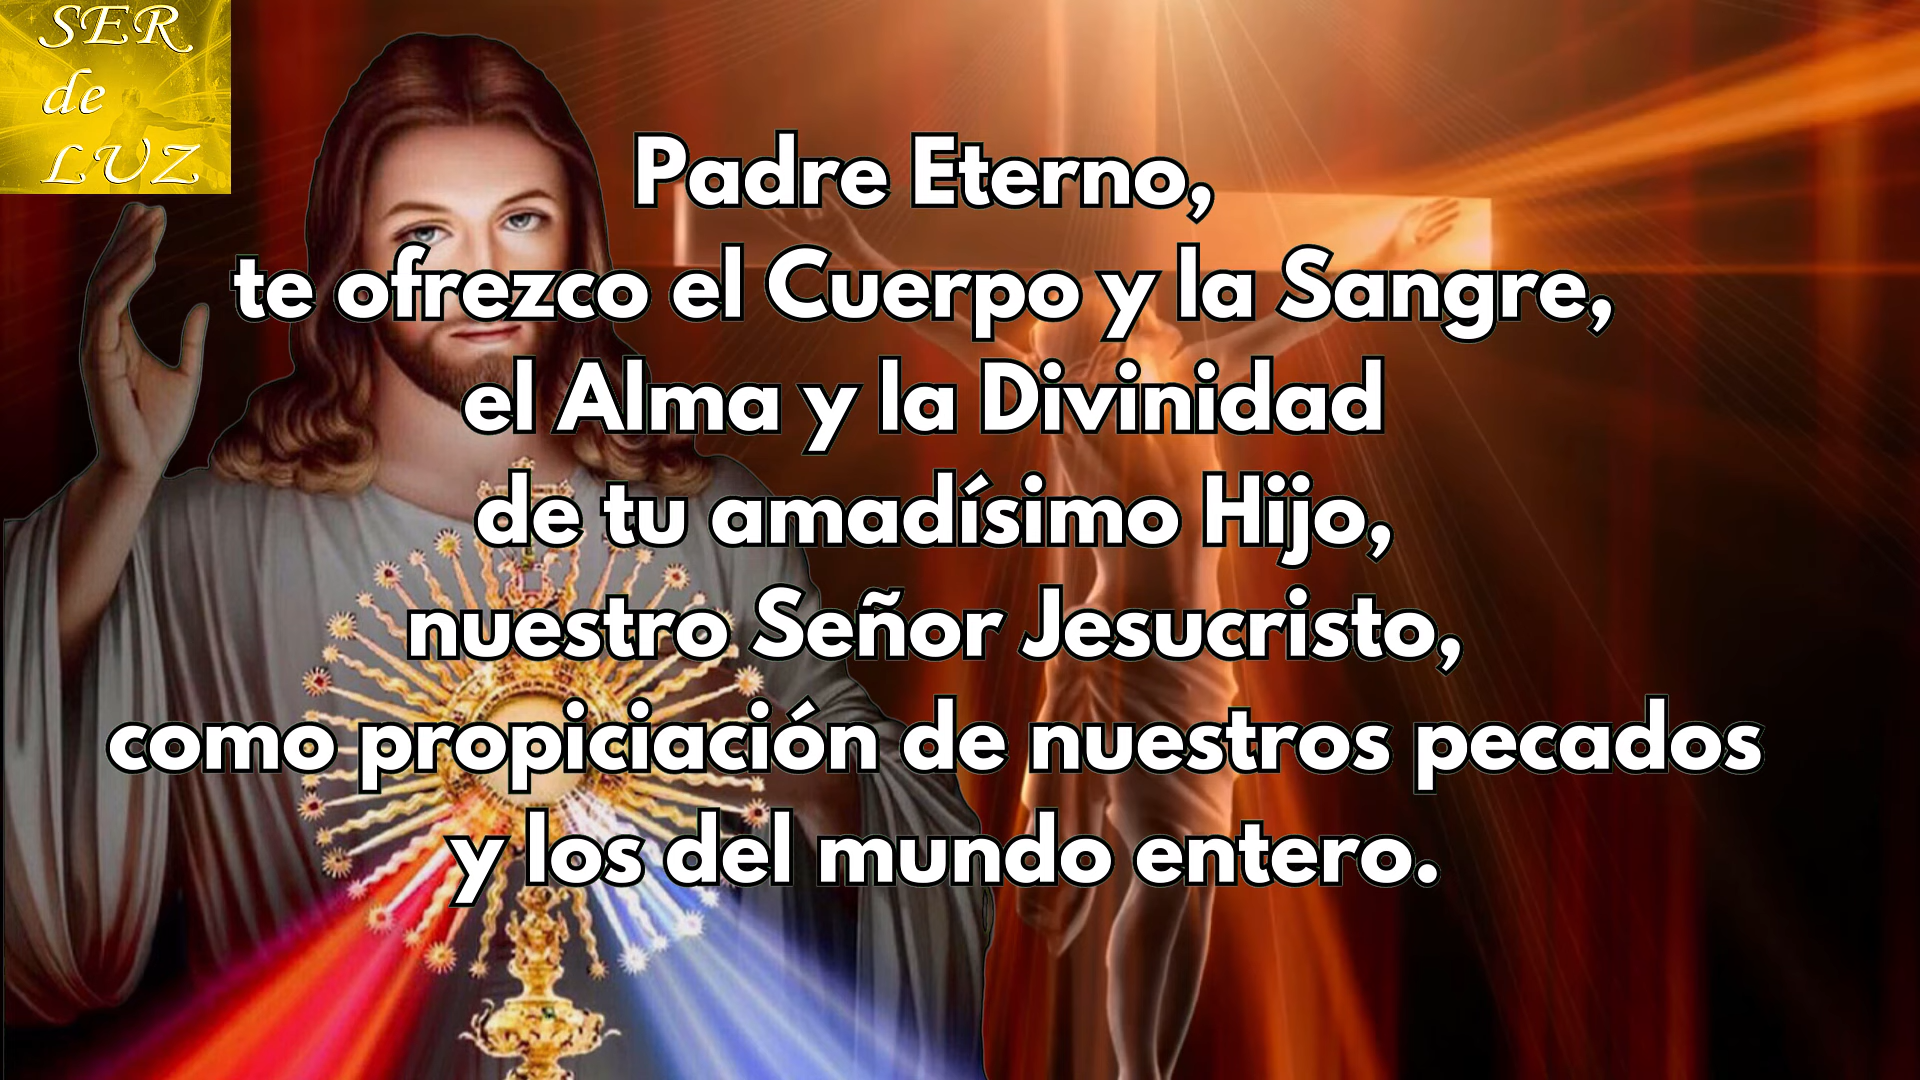 SER
de
LUZ
Padre Eterno,
te ofrezco el Cuerpo y la Sangre,
el Alma y la Divinidad
de tu amadísimo Hijo,
nuestro Señor Jesucristo,
como propiciación de nuestros pecados
y los del mundo entero.